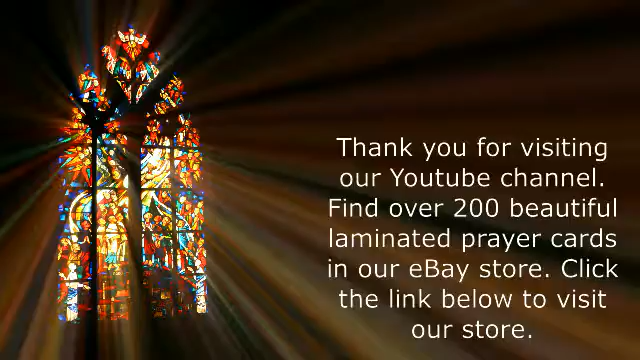 Thank you for visiting
our Youtube channel.
Find over 200 beautiful
laminated prayer cards
in our eBay store. Click
the link below to visit
our store.